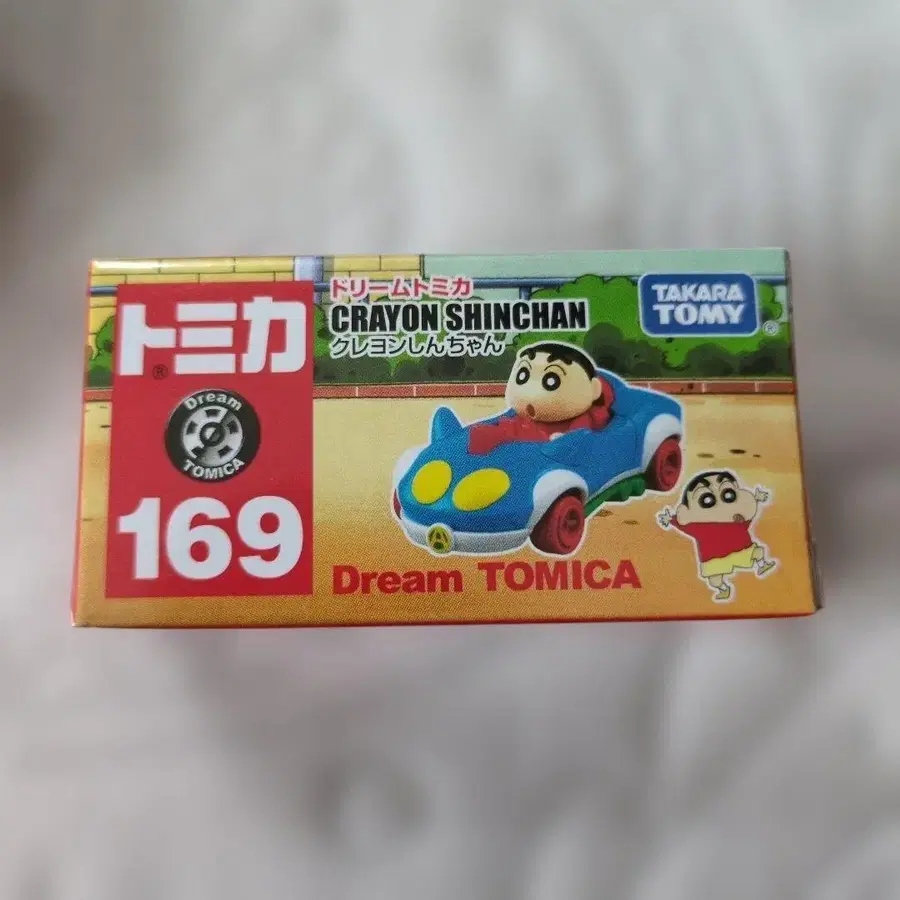 トミカ
®
Dream
TOMICA
169
ドリームトミカ
CRAYON SHINCHAN
クレヨンしんちゃん
TAKARA
TOMY
®
A
Dream TOMICA